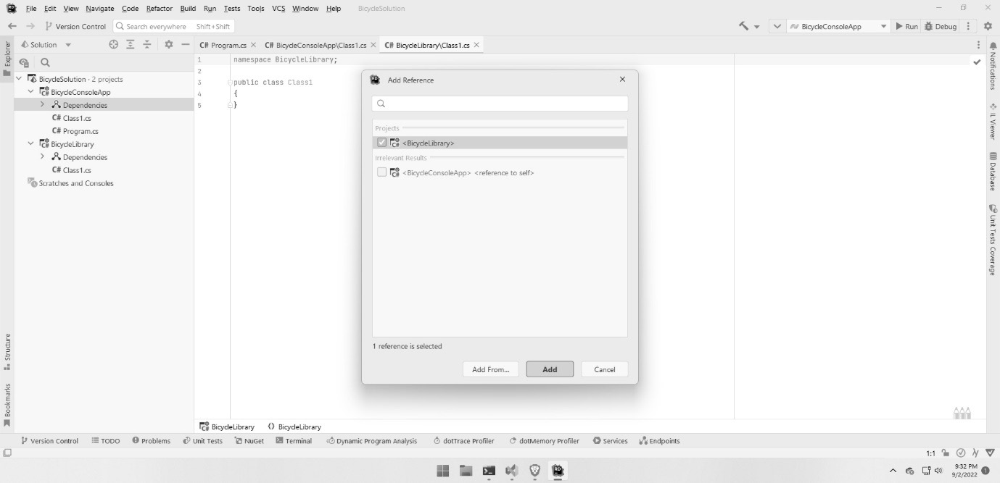 File Edit View Navigate Code Refactor Build Run Tests Tools VCS Window Help BicycleSolution
Version Control Search everywhere Shift+Shift BicycleConsoleApp Run Debug
Explorer
Solution
C# Program.cs C# BicycleConsoleApp\Class1.cs C# BicycleLibrary\Class1.cs
BicycleSolution · 2 projects
BicycleConsoleApp
Dependencies
C# Class1.cs
C# Program.cs
BicycleLibrary
Dependencies
C# Class1.cs
Scratches and Consoles
Structure
Bookmarks
1 namespace BicycleLibrary;
2
3 public class Class1
4 {
5 }
Add Reference
Projects
C# <BicycleLibrary>
Irrelevant Results
C# <BicycleConsoleApp> <reference to self>
1 reference is selected
Add From... Add Cancel
Notifications
IL Viewer
Database
Unit Tests Coverage
BicycleLibrary BicycleLibrary
Version Control TODO Problems Unit Tests NuGet Terminal Dynamic Program Analysis dotTrace Profiler dotMemory Profiler Services Endpoints
1:1
9:32 PM
9/2/2022
1